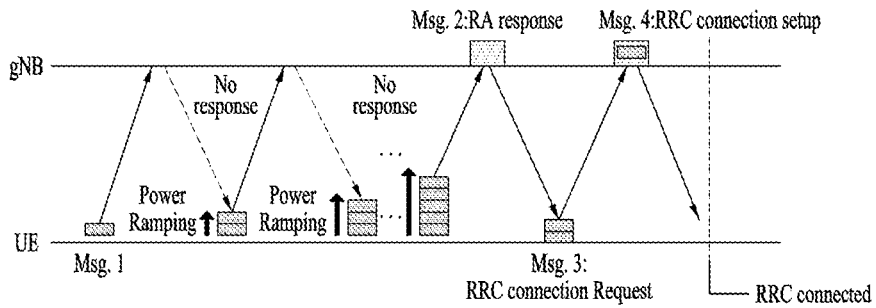 Msg. 2:RA response
Msg. 4:RRC connection setup
gNB
No
response
No
response
...
Power
Ramping
Power
Ramping
...
UE
Msg. 1
Msg. 3:
RRC connection Request
RRC connected